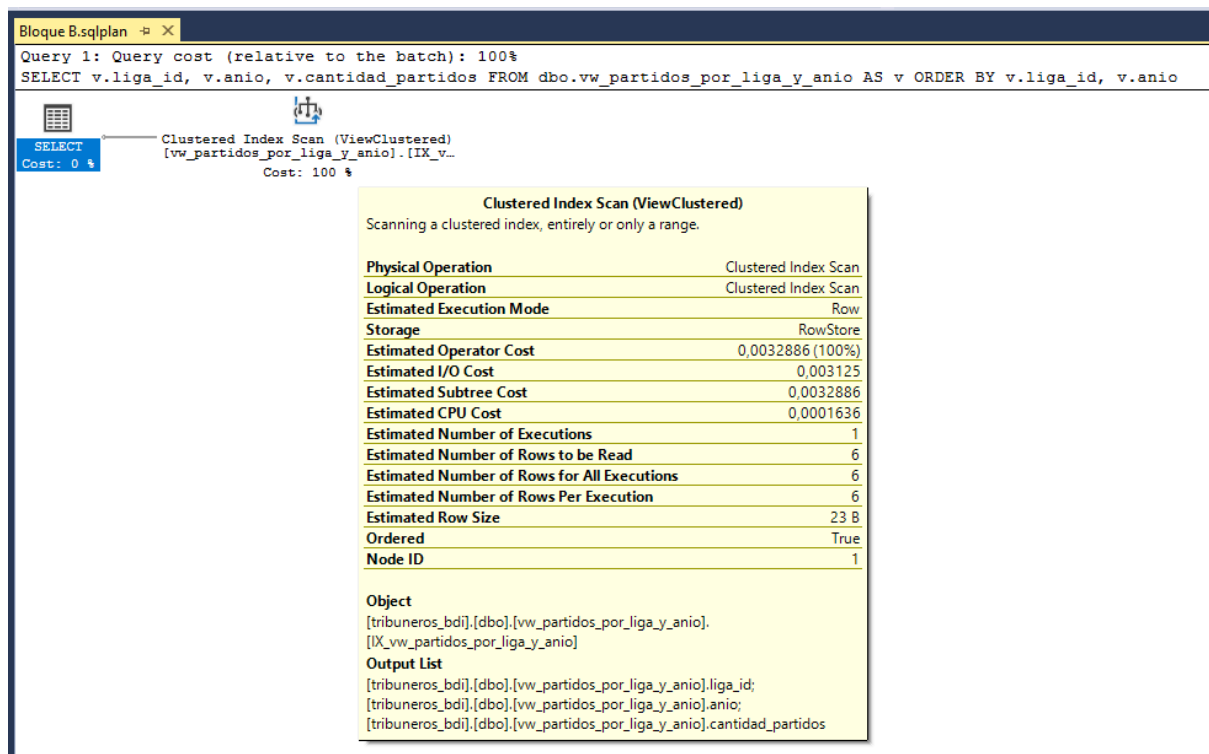 Bloque B.sqlplan
Query 1: Query cost (relative to the batch): 100%
SELECT v.liga_id, v.anio, v.cantidad_partidos FROM dbo.vw_partidos_por_liga_y_anio AS v ORDER BY v.liga_id, v.anio
SELECT
Cost: 0 %
Clustered Index Scan (ViewClustered)
[vw_partidos_por_liga_y_anio].[IX_v…
Cost: 100 %
Clustered Index Scan (ViewClustered)
Scanning a clustered index, entirely or only a range.
Physical Operation Clustered Index Scan
Logical Operation Clustered Index Scan
Estimated Execution Mode Row
Storage RowStore
Estimated Operator Cost 0,0032886 (100%)
Estimated I/O Cost 0,003125
Estimated Subtree Cost 0,0032886
Estimated CPU Cost 0,0001636
Estimated Number of Executions 1
Estimated Number of Rows to be Read 6
Estimated Number of Rows for All Executions 6
Estimated Number of Rows Per Execution 6
Estimated Row Size 23 B
Ordered True
Node ID 1
Object
[tribuneros_bdi].[dbo].[vw_partidos_por_liga_y_anio].
[IX_vw_partidos_por_liga_y_anio]
Output List
[tribuneros_bdi].[dbo].[vw_partidos_por_liga_y_anio].liga_id;
[tribuneros_bdi].[dbo].[vw_partidos_por_liga_y_anio].anio;
[tribuneros_bdi].[dbo].[vw_partidos_por_liga_y_anio].cantidad_partidos